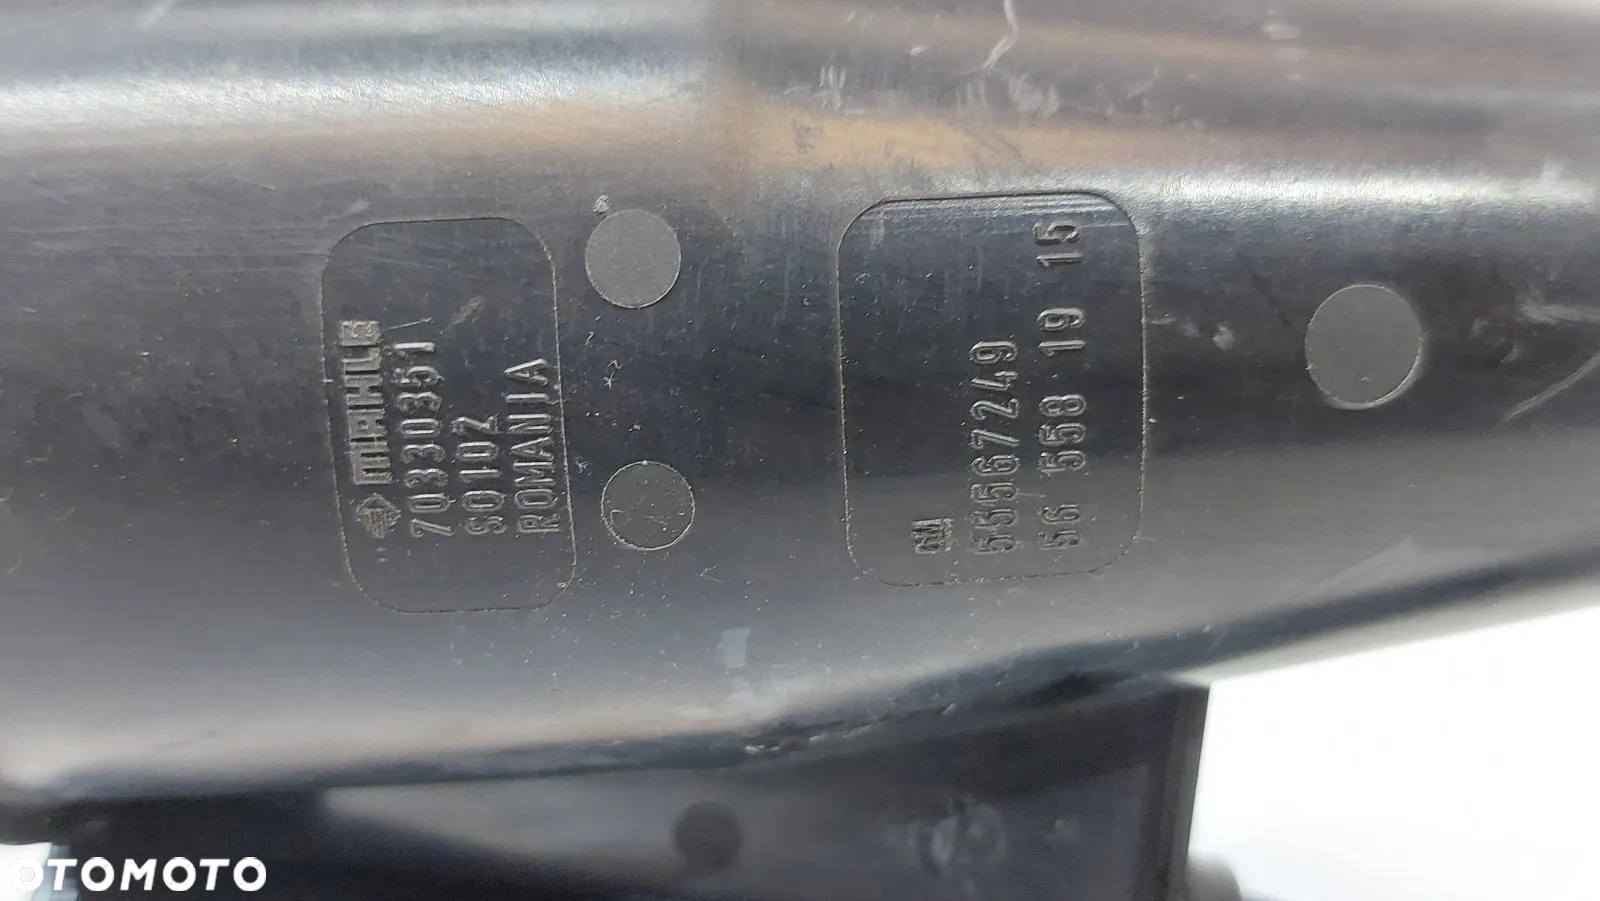 MAHLE
70330351
S0102
ROMANIA
GM
55567249
56 558 19 15
OTOMOTO